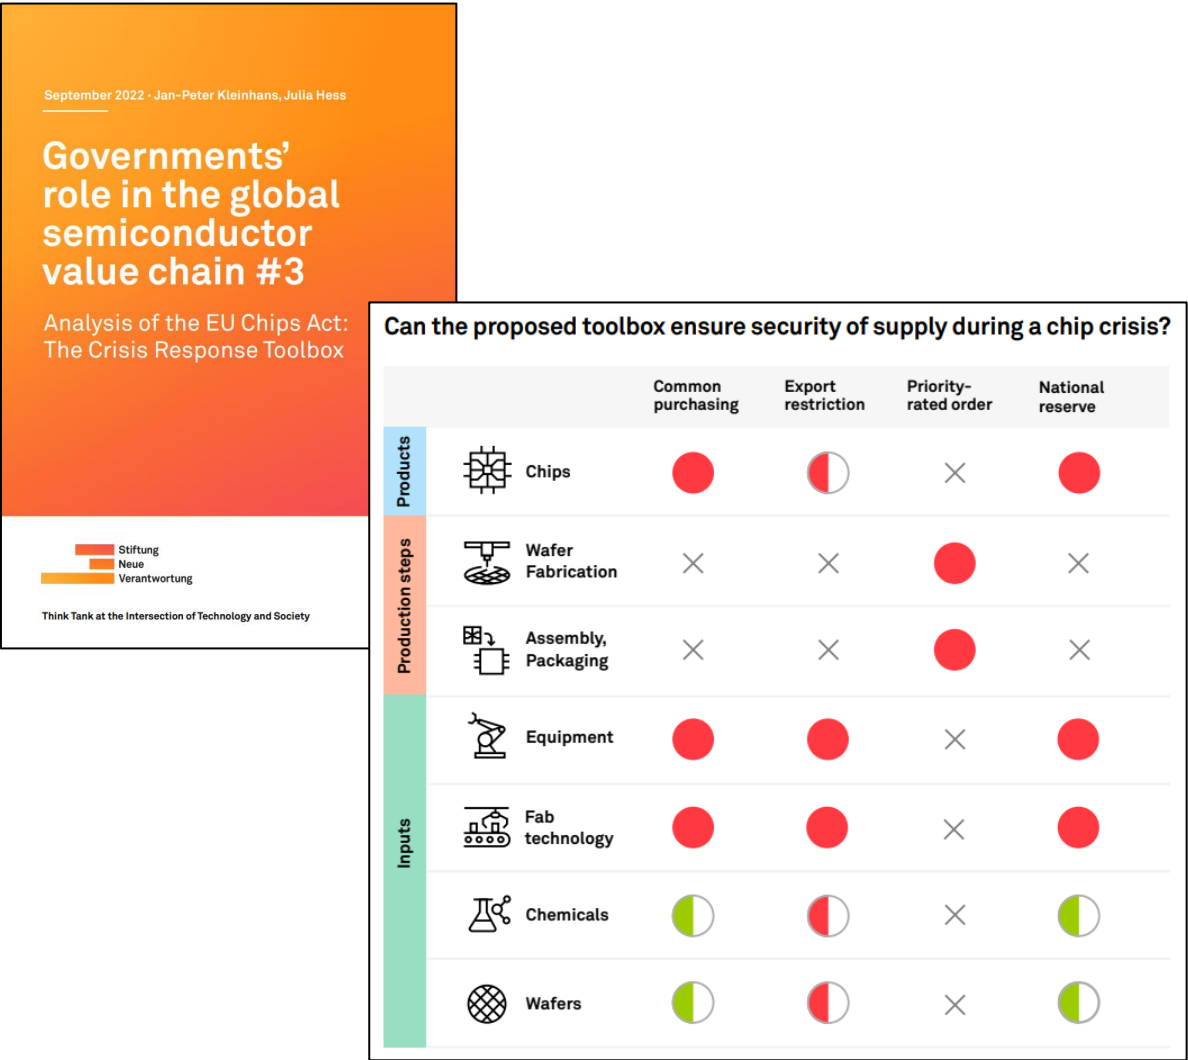 September 2022 · Jan-Peter Kleinhans, Julia Hess
Governments’
role in the global
semiconductor
value chain #3
Analysis of the EU Chips Act:
The Crisis Response Toolbox
Stiftung
Neue
Verantwortung
Think Tank at the Intersection of Technology and Society
Can the proposed toolbox ensure security of supply during a chip crisis?
Common
purchasing
Export
restriction
Priority-
rated order
National
reserve
Products
Chips
Production steps
Wafer
Fabrication
Assembly,
Packaging
Inputs
Equipment
Fab
technology
Chemicals
Wafers